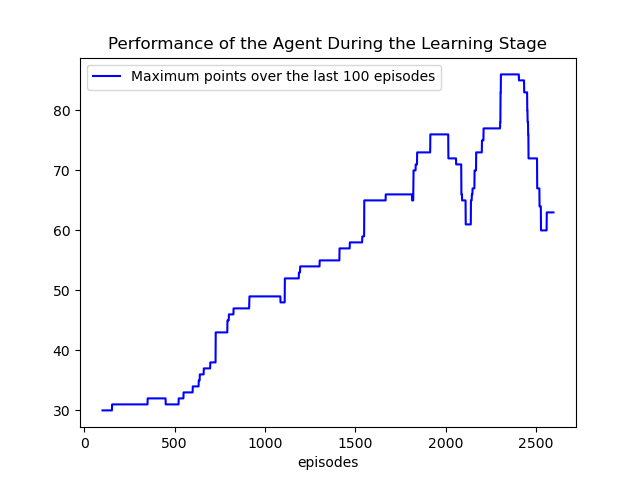 Performance of the Agent During the Learning Stage
Maximum points over the last 100 episodes
80
70
60
50
40
30
0 500 1000 1500 2000 2500
episodes